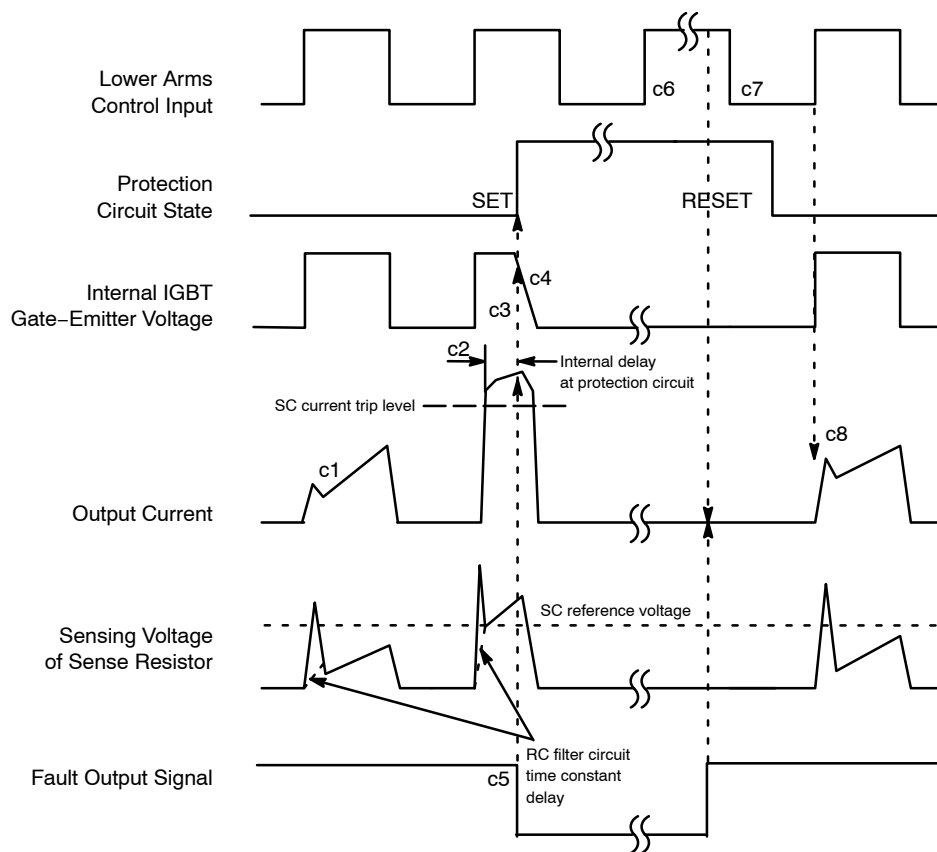 Lower Arms
Control Input
c6
c7
Protection
Circuit State
SET
RESET
Internal IGBT
Gate−Emitter Voltage
c3
c4
c2
Internal delay
at protection circuit
SC current trip level
c1
c8
Output Current
SC reference voltage
Sensing Voltage
of Sense Resistor
RC filter circuit
time constant
delay
Fault Output Signal
c5